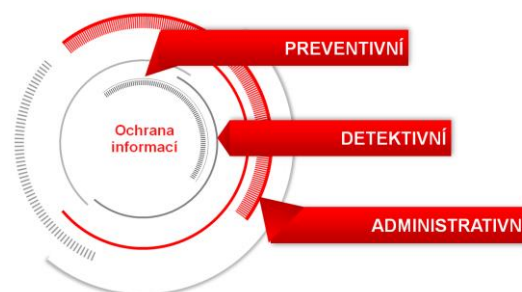 PREVENTIVNÍ
Ochrana
informací
DETEKTIVNÍ
ADMINISTRATIVN